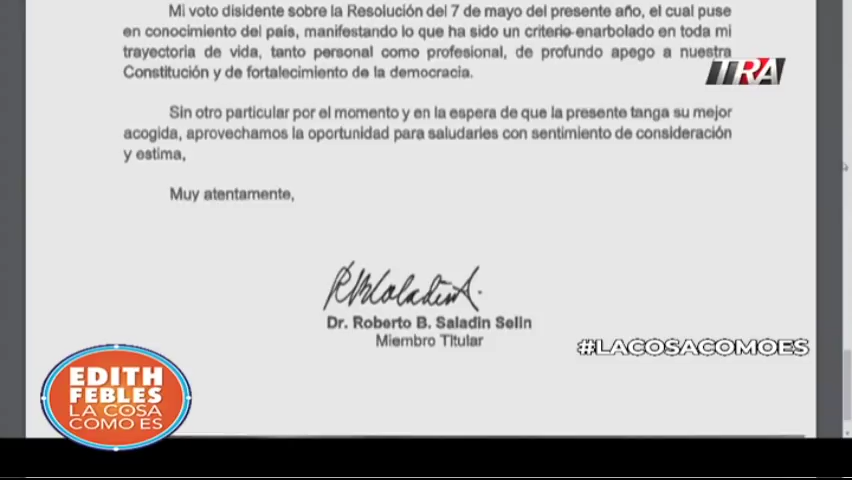 Mi voto disidente sobre la Resolución del 7 de mayo del presente año, el cual puse
en conocimiento del país, manifestando lo que ha sido un criterio enarbolado en toda mi
trayectoria de vida, tanto personal como profesional, de profundo apego a nuestra
Constitución y de fortalecimiento de la democracia.
TRA
Sin otro particular por el momento y en la espera de que la presente tanga su mejor
acogida, aprovechamos la oportunidad para saludarles con sentimiento de consideración
y estima,
Muy atentamente,
RBSaladinS.
Dr. Roberto B. Saladin Selin
Miembro Titular
#LACOSACOMOES
EDITH
FEBLES
LA COSA
COMO ES